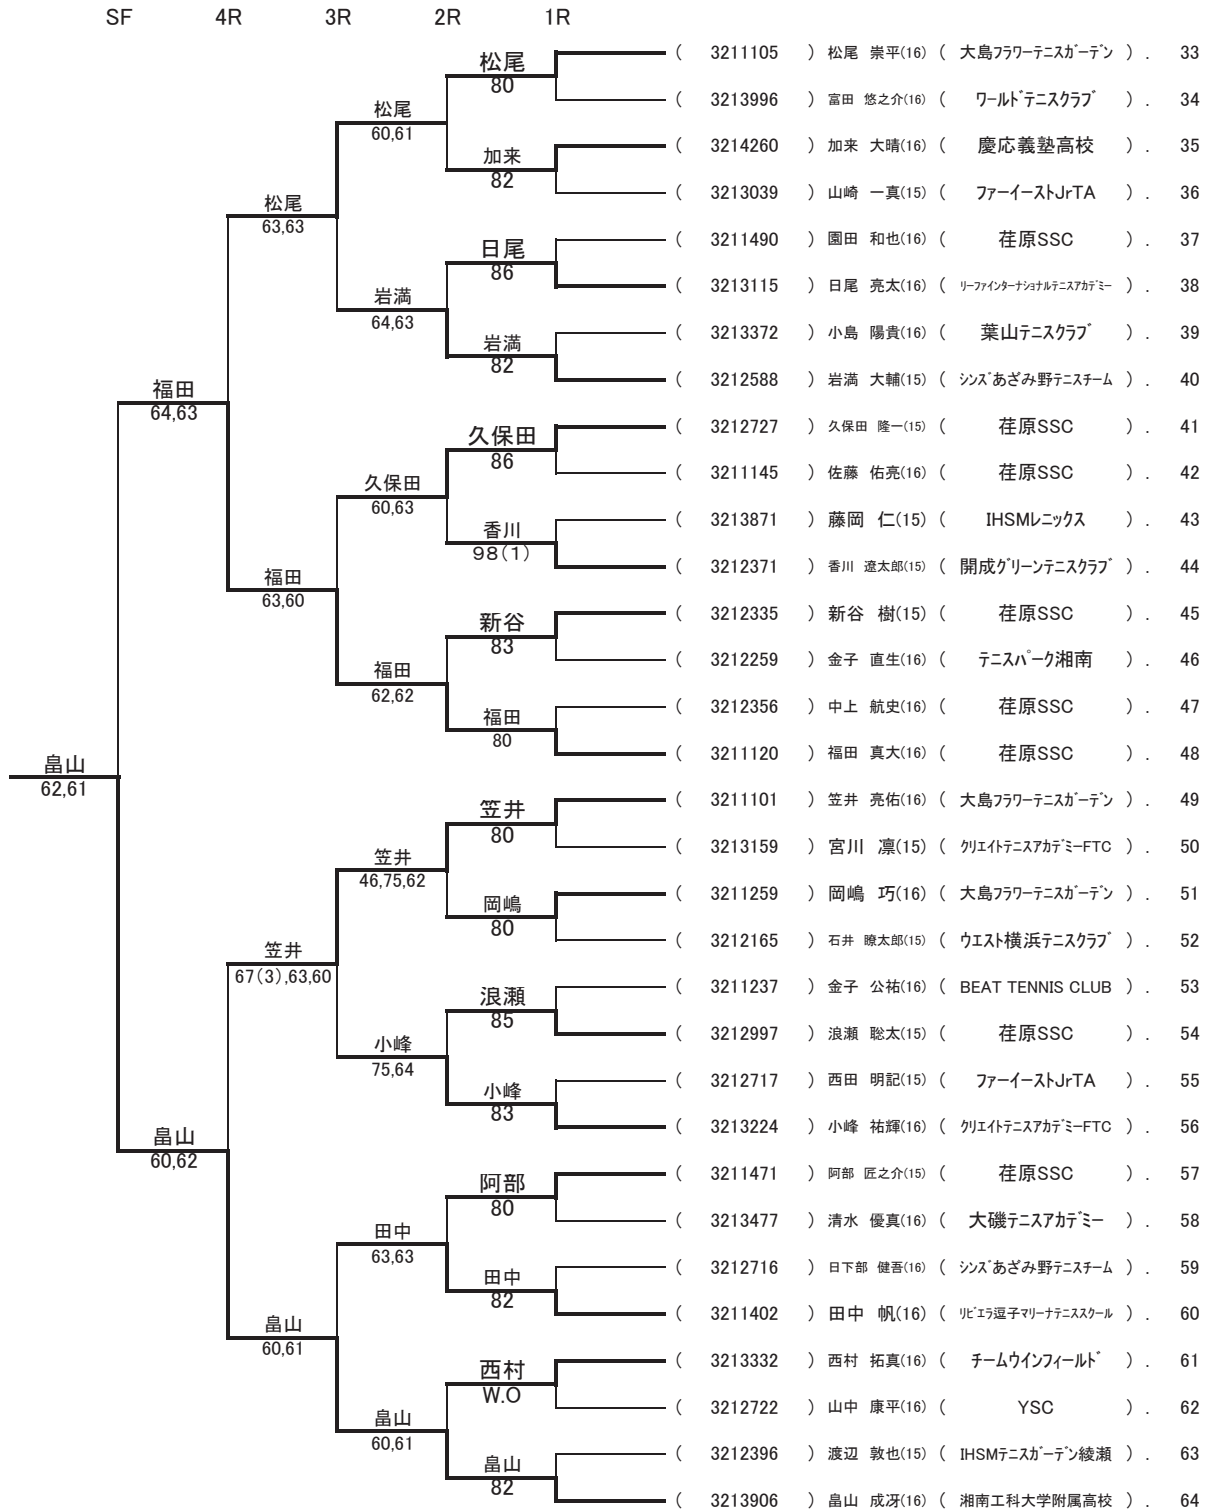 SF 4R 3R 2R 1R
( 3211105 ) 松尾 崇平(16) ( 大島フラワーテニスガーデン ) . 33
松尾
80
( 3213996 ) 富田 悠之介(16) ( ワールドテニスクラブ ) . 34
松尾
60,61
( 3214260 ) 加来 大晴(16) ( 慶応義塾高校 ) . 35
加来
82
( 3213039 ) 山崎 一真(15) ( ファーイーストJrTA ) . 36
松尾
63,63
( 3211490 ) 園田 和也(16) ( 荏原SSC ) . 37
日尾
86
( 3213115 ) 日尾 亮太(16) ( リーファインターナショナルテニスアカデミー ) . 38
岩満
64,63
( 3213372 ) 小島 陽貴(16) ( 葉山テニスクラブ ) . 39
岩満
82
( 3212588 ) 岩満 大輔(15) ( シンズあざみ野テニスチーム ) . 40
福田
64,63
( 3212727 ) 久保田 隆一(15) ( 荏原SSC ) . 41
久保田
86
( 3211145 ) 佐藤 佑亮(16) ( 荏原SSC ) . 42
久保田
60,63
( 3213871 ) 藤岡 仁(15) ( IHSMレニックス ) . 43
香川
98(1)
( 3212371 ) 香川 遼太郎(15) ( 開成グリーンテニスクラブ ) . 44
福田
63,60
( 3212335 ) 新谷 樹(15) ( 荏原SSC ) . 45
新谷
83
( 3212259 ) 金子 直生(16) ( テニスパーク湘南 ) . 46
福田
62,62
( 3212356 ) 中上 航史(16) ( 荏原SSC ) . 47
福田
80
( 3211120 ) 福田 真大(16) ( 荏原SSC ) . 48
畠山
62,61
( 3211101 ) 笠井 亮佑(16) ( 大島フラワーテニスガーデン ) . 49
笠井
80
( 3213159 ) 宮川 凛(15) ( クリエイトテニスアカデミーFTC ) . 50
笠井
46,75,62
( 3211259 ) 岡嶋 巧(16) ( 大島フラワーテニスガーデン ) . 51
岡嶋
80
( 3212165 ) 石井 瞭太郎(15) ( ウエスト横浜テニスクラブ ) . 52
笠井
67(3),63,60
( 3211237 ) 金子 公祐(16) ( BEAT TENNIS CLUB ) . 53
浪瀬
85
( 3212997 ) 浪瀬 聡太(15) ( 荏原SSC ) . 54
小峰
75,64
( 3212717 ) 西田 明記(15) ( ファーイーストJrTA ) . 55
小峰
83
( 3213224 ) 小峰 祐輝(16) ( クリエイトテニスアカデミーFTC ) . 56
畠山
60,62
( 3211471 ) 阿部 匠之介(15) ( 荏原SSC ) . 57
阿部
80
( 3213477 ) 清水 優真(16) ( 大磯テニスアカデミー ) . 58
田中
63,63
( 3212716 ) 日下部 健吾(16) ( シンズあざみ野テニスチーム ) . 59
田中
82
( 3211402 ) 田中 帆(16) ( リビエラ逗子マリーナテニススクール ) . 60
畠山
60,61
( 3213332 ) 西村 拓真(16) ( チームウインフィールド ) . 61
西村
W.O
( 3212722 ) 山中 康平(16) ( YSC ) . 62
畠山
60,61
( 3212396 ) 渡辺 敦也(15) ( IHSMテニスガーデン綾瀬 ) . 63
畠山
82
( 3213906 ) 畠山 成冴(16) ( 湘南工科大学附属高校 ) . 64